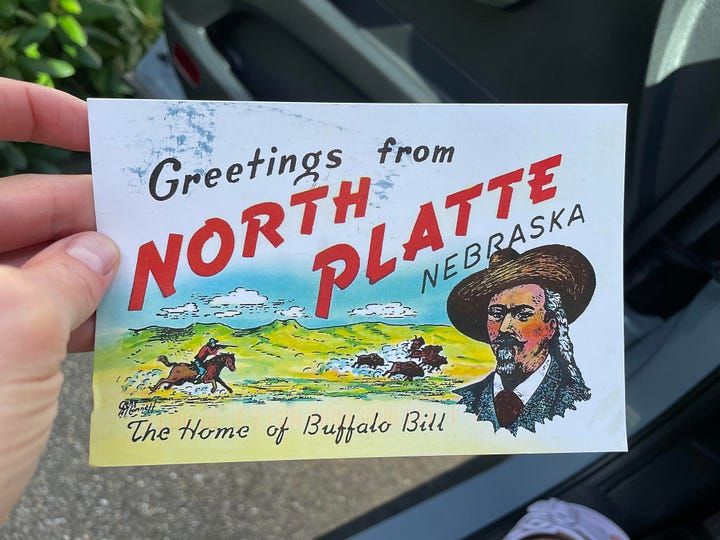 Greetings from
NORTH PLATTE
NEBRASKA
The Home of Buffalo Bill